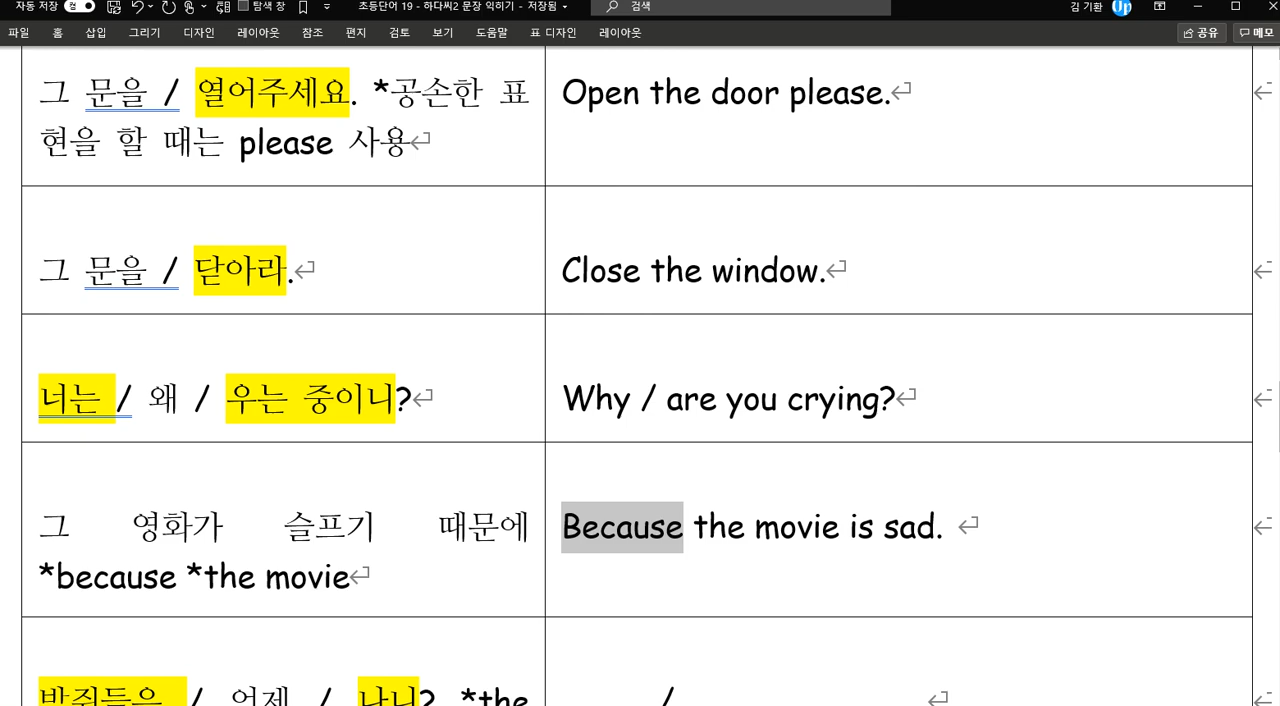 자동 저장 켬 탐색 창 초등단어 19 - 하다씨2 문장 익히기 - 저장됨 검색 김 기환 Up
파일 홈 삽입 그리기 디자인 레이아웃 참조 편지 검토 보기 도움말 표 디자인 레이아웃 공유 메모
그 문을 / 열어주세요. *공손한 표
현을 할 때는 please 사용
Open the door please.
그 문을 / 닫아라.
Close the window.
너는 / 왜 / 우는 중이니?
Why / are you crying?
그 영화가 슬프기 때문에
*because *the movie
Because the movie is sad.
박쥐들은 / 언제 / 나니? *the
/